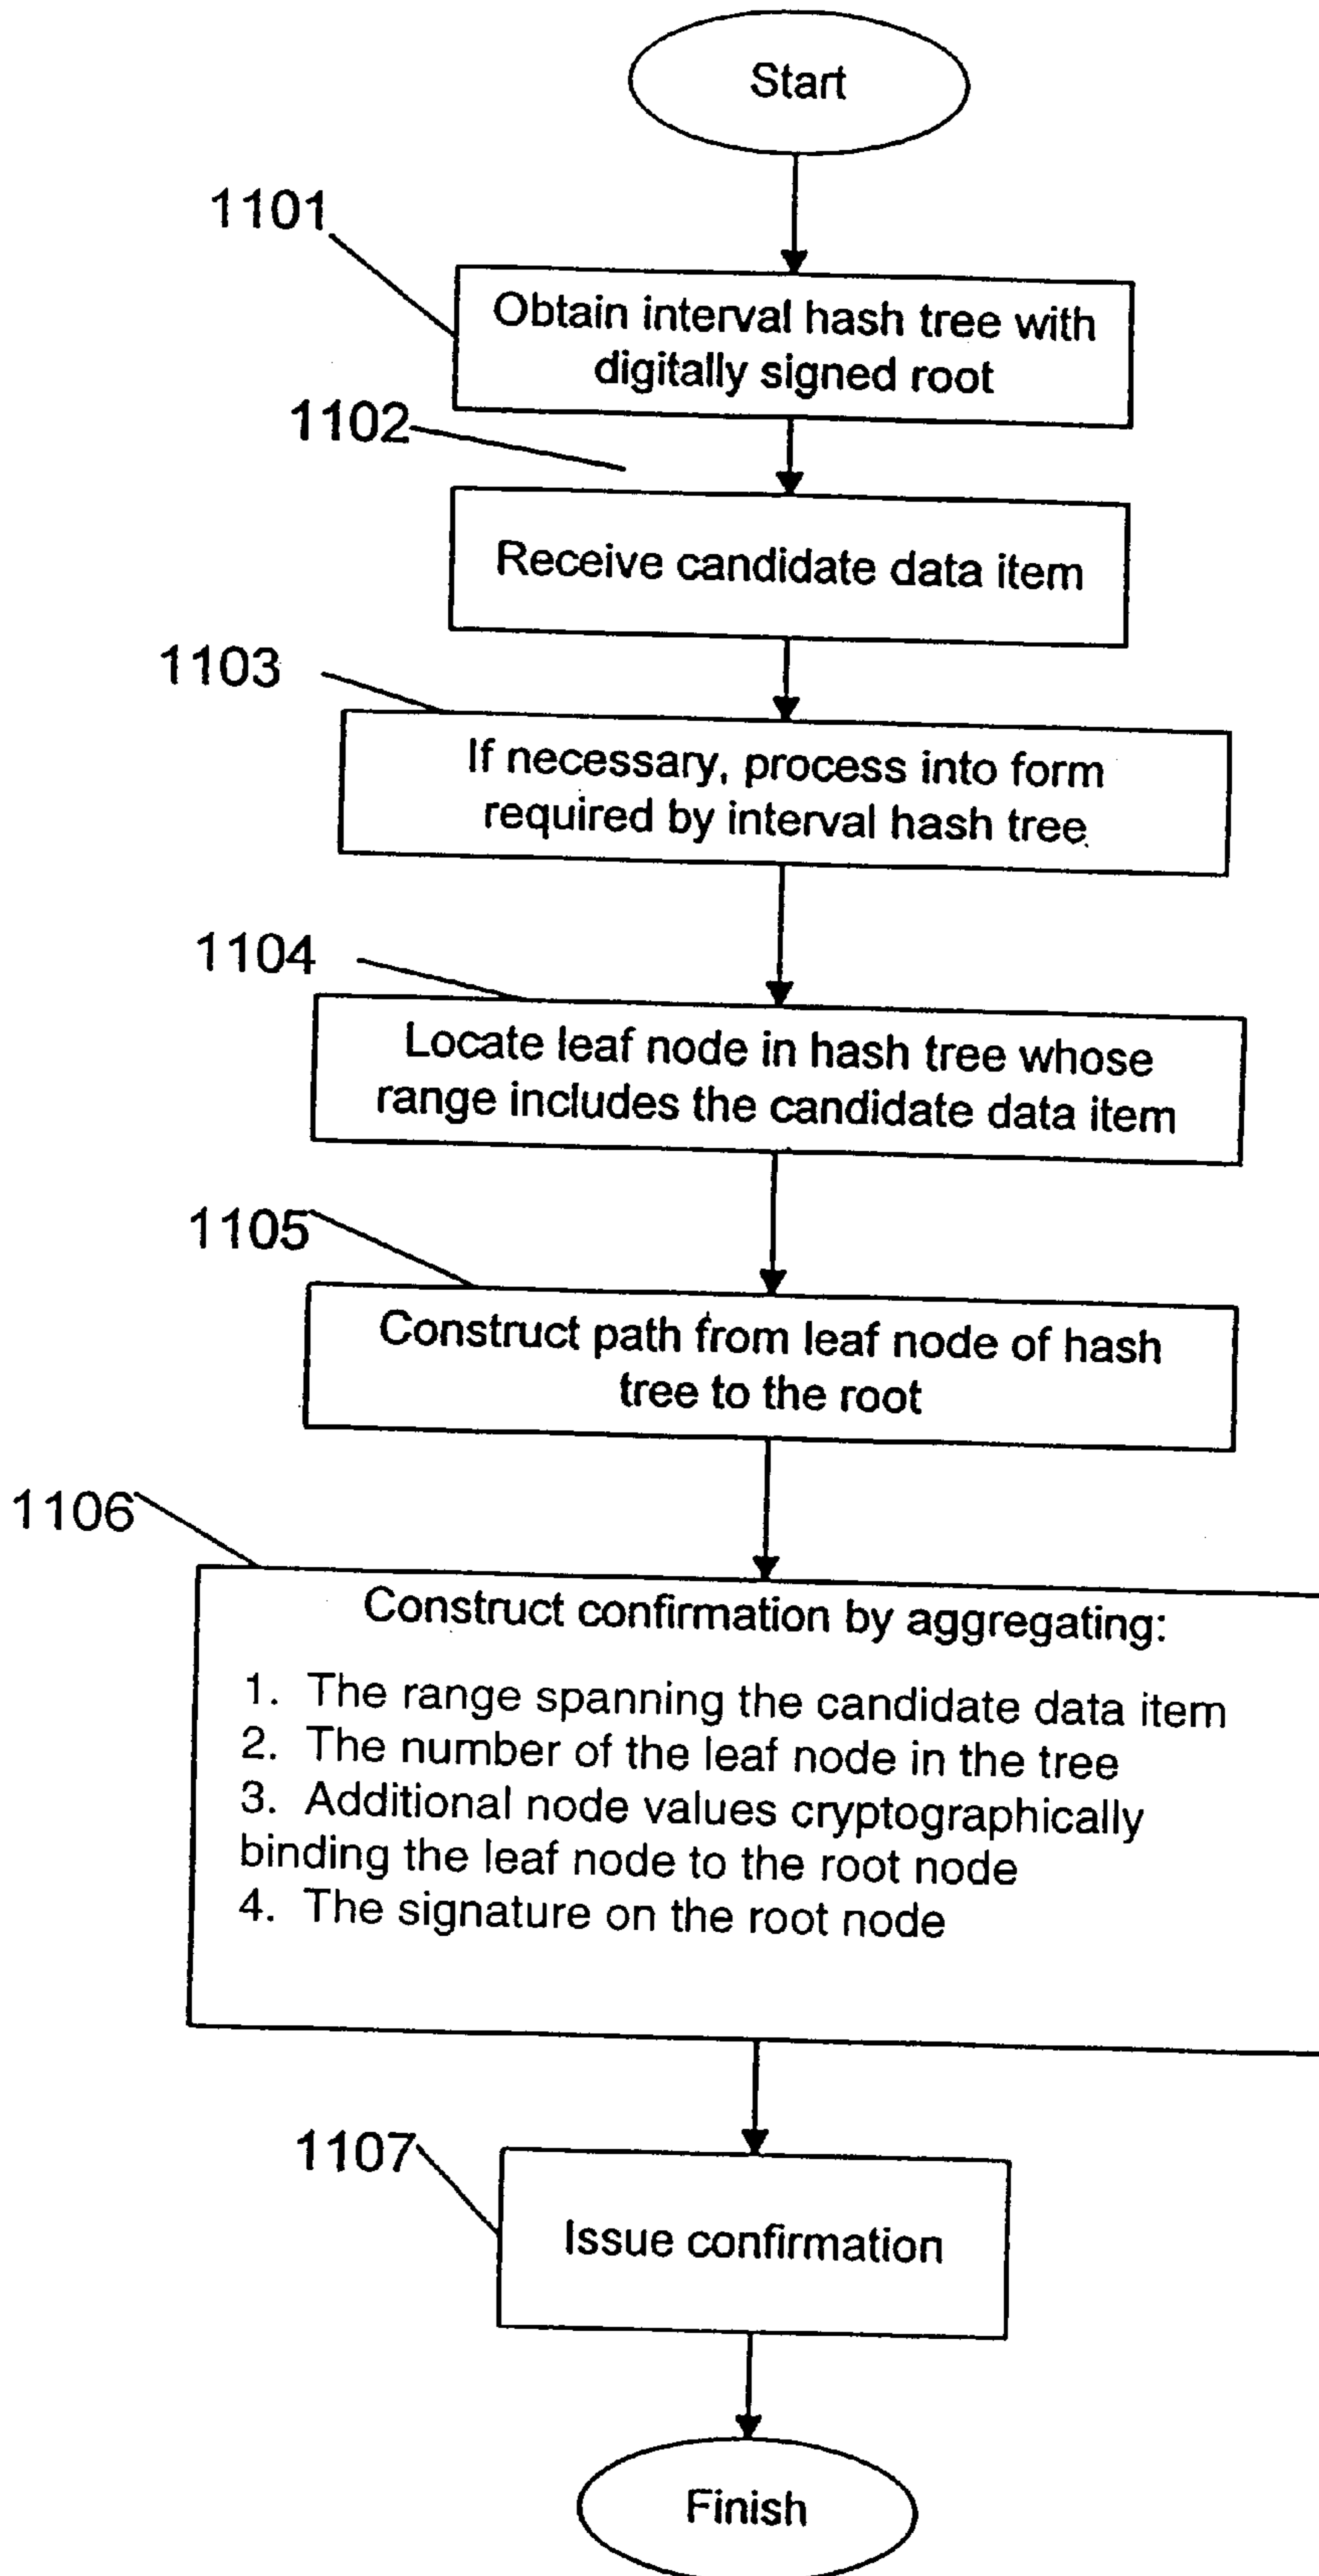 Start
1101
Obtain interval hash tree with
digitally signed root
1102
Receive candidate data item
1103
If necessary, process into form
required by interval hash tree
1104
Locate leaf node in hash tree whose
range includes the candidate data item
1105
Construct path from leaf node of hash
tree to the root
1106
Construct confirmation by aggregating:
1. The range spanning the candidate data item
2. The number of the leaf node in the tree
3. Additional node values cryptographically
binding the leaf node to the root node
4. The signature on the root node
1107
Issue confirmation
Finish